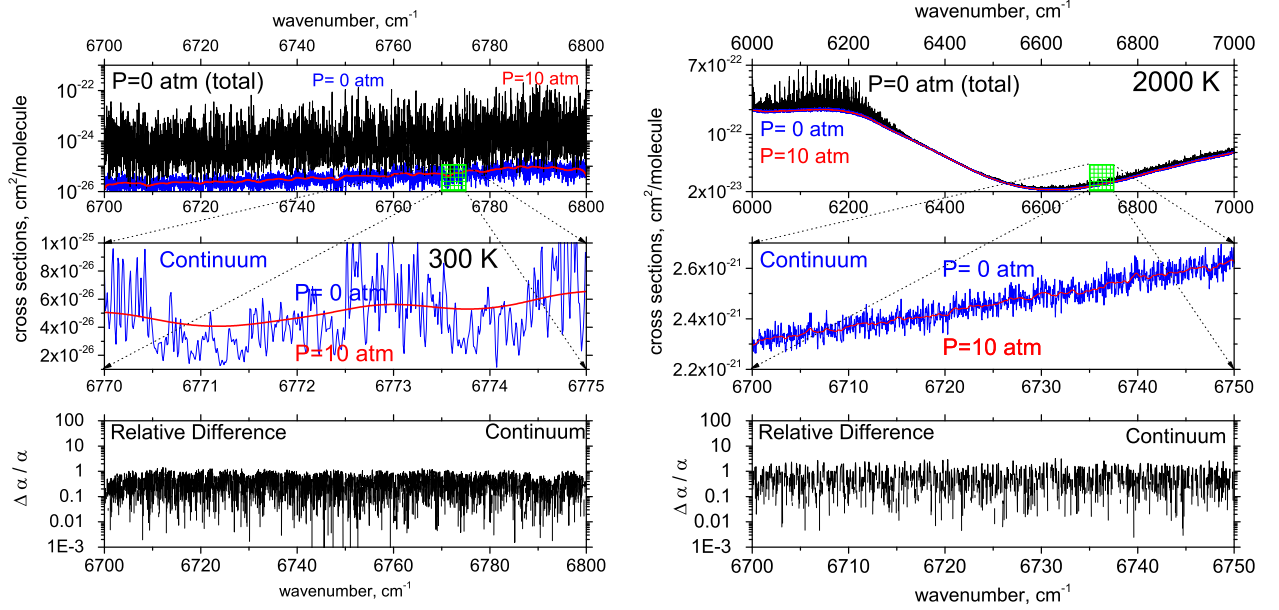 wavenumber, cm-1
6700 6720 6740 6760 6780 6800
P=0 atm (total) P= 0 atm P=10 atm
10-22
10-24
10-26
6700 6720 6740 6760 6780 6800
cross sections, cm2/molecule
1x10-25
8x10-26
6x10-26
4x10-26
2x10-26
Continuum 300 K
P= 0 atm
P=10 atm
6770 6771 6772 6773 6774 6775
Relative Difference Continuum
100
10
1
0.1
0.01
1E-3
Δ α / α
6700 6720 6740 6760 6780 6800
wavenumber, cm-1
wavenumber, cm-1
6000 6200 6400 6600 6800 7000
7x10-22
10-22
2x10-23
P=0 atm (total) 2000 K
P= 0 atm
P=10 atm
6000 6200 6400 6600 6800 7000
cross sections, cm2/molecule
2.6x10-21
2.4x10-21
2.2x10-21
Continuum P= 0 atm
P=10 atm
6700 6710 6720 6730 6740 6750
Relative Difference Continuum
100
10
1
0.1
0.01
1E-3
Δ α / α
6700 6710 6720 6730 6740 6750
wavenumber, cm-1